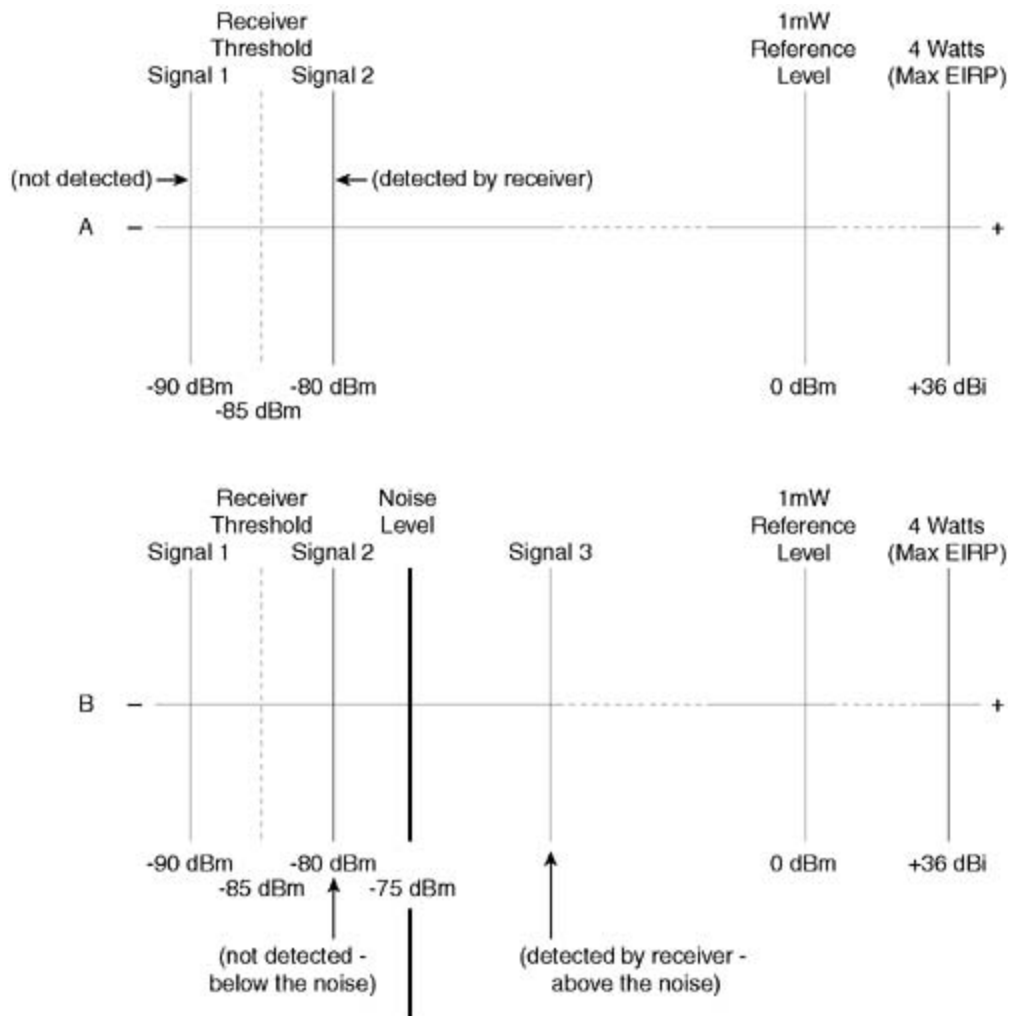 Receiver
Threshold
1mW
Reference
Level
4 Watts
(Max EIRP)
Signal 1
Signal 2
(not detected)
(detected by receiver)
A
-
+
-90 dBm
-80 dBm
0 dBm
+36 dBi
-85 dBm
Receiver
Threshold
Noise
Level
1mW
Reference
Level
4 Watts
(Max EIRP)
Signal 1
Signal 2
Signal 3
B
-
+
-90 dBm
-80 dBm
0 dBm
+36 dBi
-85 dBm
-75 dBm
(not detected -
below the noise)
(detected by receiver -
above the noise)